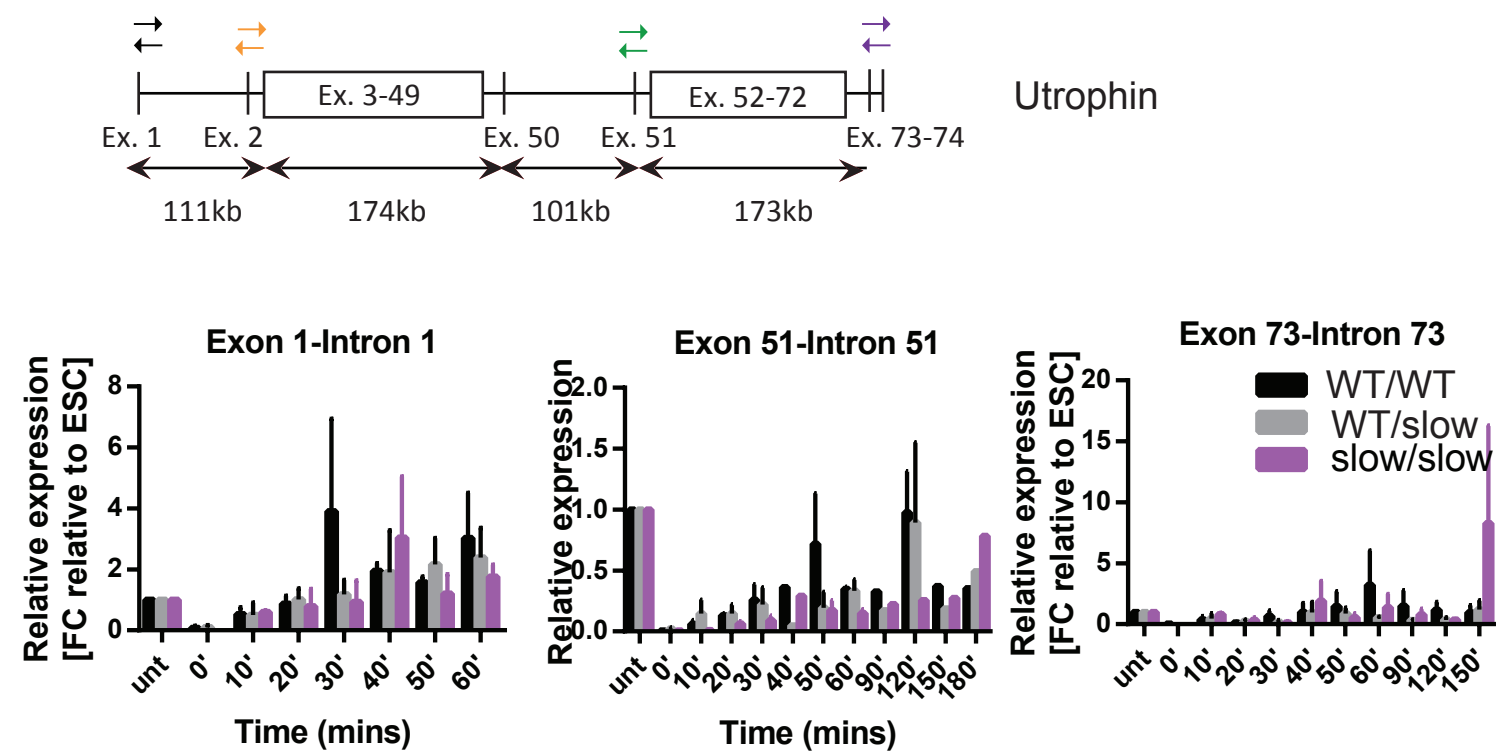 Ex. 3-49
Ex. 52-72
Utrophin
Ex. 1
Ex. 2
Ex. 50
Ex. 51
Ex. 73-74
111kb
174kb
101kb
173kb
Exon 1-Intron 1
Relative expression
[FC relative to ESC]
8
6
4
2
0
unt
0'
10'
20'
30'
40'
50'
60'
Time (mins)
Exon 51-Intron 51
Relative expression
2.0
1.5
1.0
0.5
0.0
unt
0'
10'
20'
30'
40'
50'
60'
90'
120'
150'
180'
Time (mins)
Exon 73-Intron 73
Relative expression
[FC relative to ESC]
20
15
10
5
0
WT/WT
WT/slow
slow/slow
unt
0'
10'
20'
30'
40'
50'
60'
90'
120'
150'